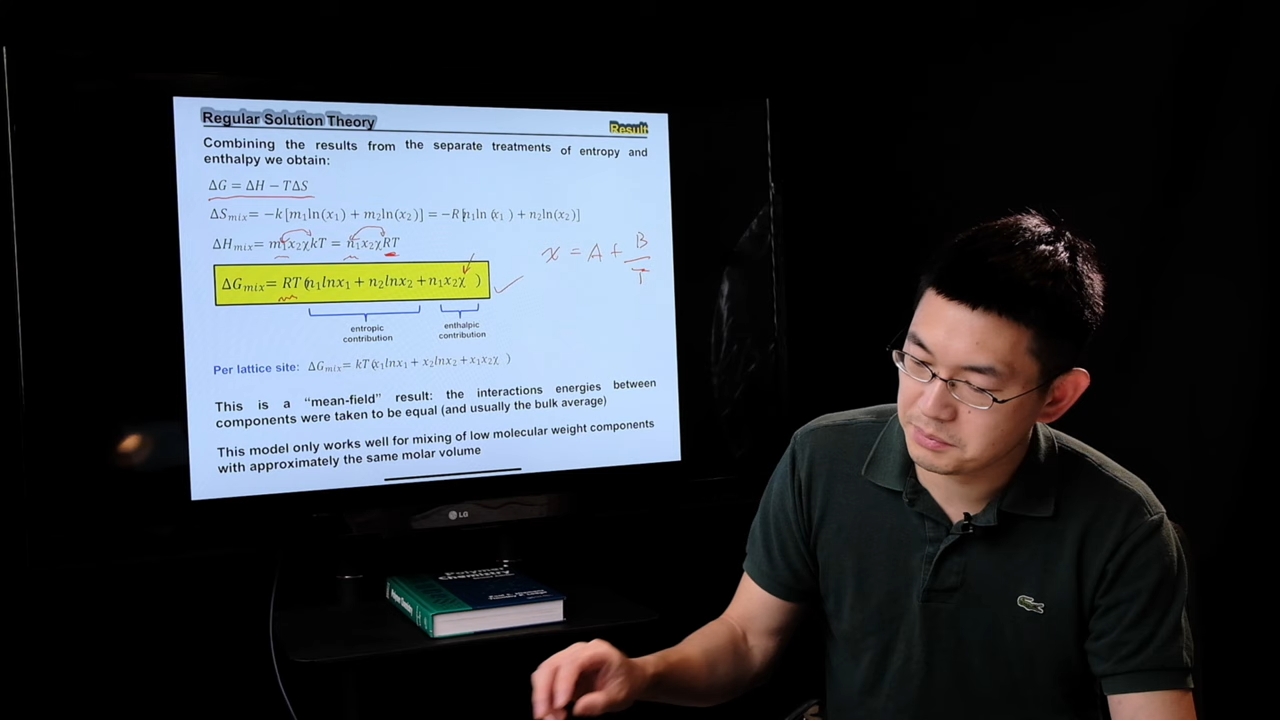 Regular Solution Theory
Result
Combining the results from the separate treatments of entropy and
enthalpy we obtain:
ΔG = ΔH − TΔS
ΔS_mix= −k[m₁ln(x₁) + m₂ln(x₂)] = −R[n₁ln (x₁ ) + n₂ln(x₂)]
ΔH_mix= m₁x₂χkT = n₁x₂χRT
χ = A + B/T
ΔG_mix= RT(n₁lnx₁ + n₂lnx₂ +n₁x₂χ )
entropic
contribution
enthalpic
contribution
Per lattice site: ΔG_mix= kT(x₁lnx₁ + x₂lnx₂ +x₁x₂χ )
This is a “mean-field” result: the interactions energies between
components were taken to be equal (and usually the bulk average)
This model only works well for mixing of low molecular weight components
with approximately the same molar volume
LG
Polymer
Chemistry